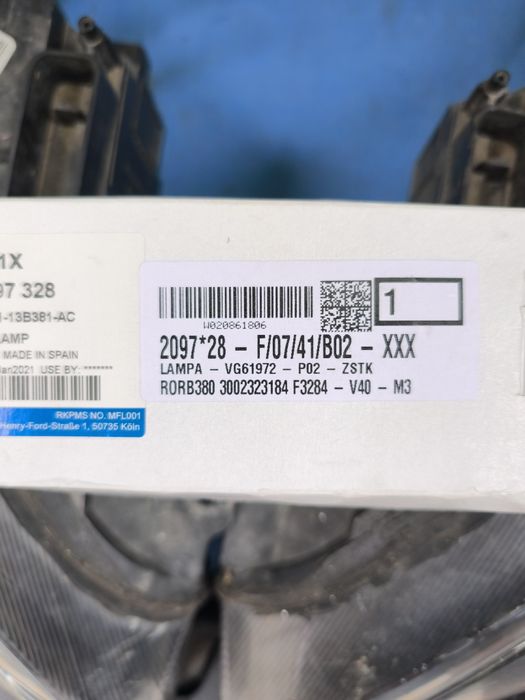 1X
97 328
-13B381-AC
AMP
MADE IN SPAIN
an2021 USE BY: *******
RKPMS NO. MFL001
Henry-Ford-Straße 1, 50735 Köln
W020861806
1
2097*28 - F/07/41/B02 - XXX
LAMPA - VG61972 - P02 - ZSTK
RORB380 3002323184 F3284 - V40 - M3